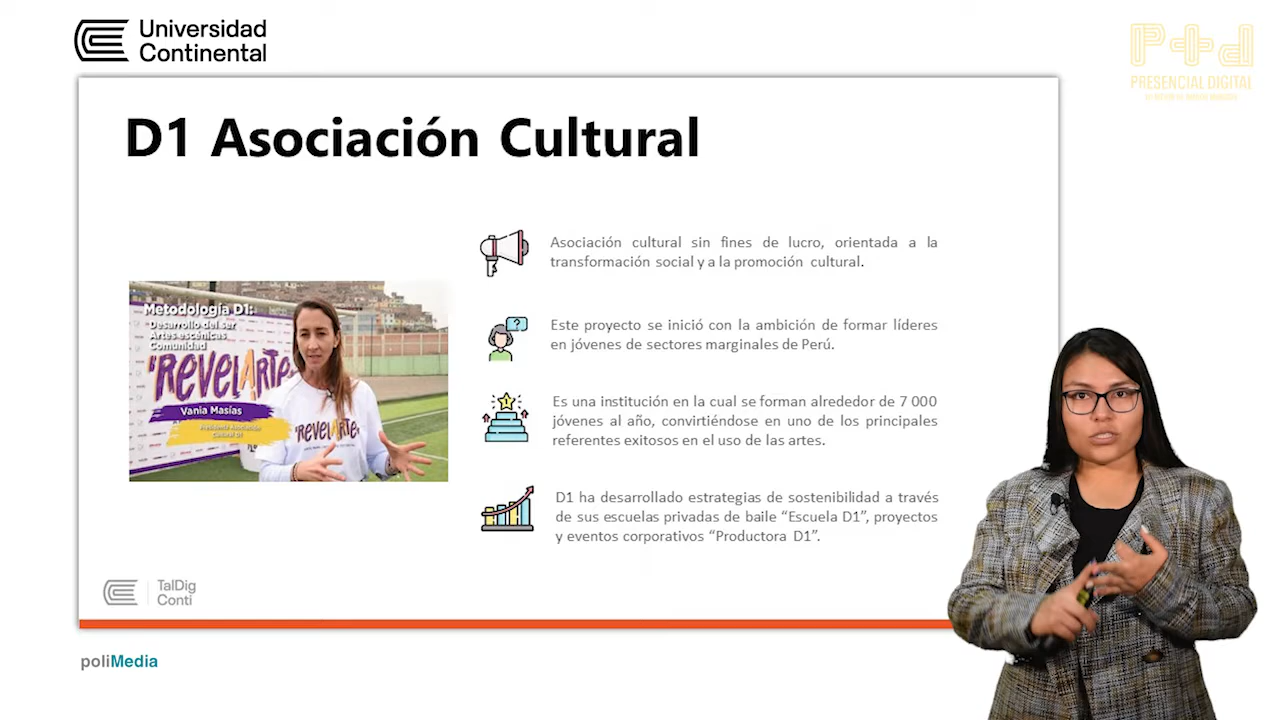 Universidad
Continental
P+d
PRESENCIAL DIGITAL
D1 Asociación Cultural
Asociación cultural sin fines de lucro, orientada a la
transformación social y a la promoción cultural.
Este proyecto se inició con la ambición de formar líderes
en jóvenes de sectores marginales de Perú.
Es una institución en la cual se forman alrededor de 7 000
jóvenes al año, convirtiéndose en uno de los principales
referentes exitosos en el uso de las artes.
D1 ha desarrollado estrategias de sostenibilidad a través
de sus escuelas privadas de baile “Escuela D1”, proyectos
y eventos corporativos “Productora D1”.
Metodología D1:
Desarrollo del ser
Artes escénicas
Comunidad
REVELARTE
Vania Masías
Presidenta Asociación
Cultural D1
REVELARTE
TalDig
Conti
poliMedia